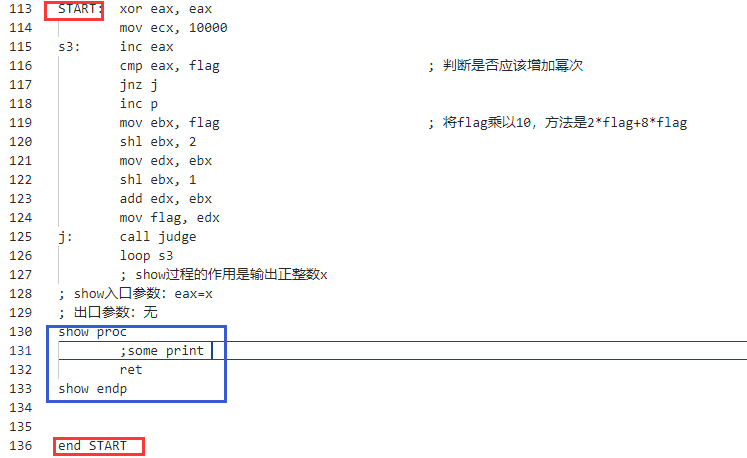 113 START: xor eax, eax
114 mov ecx, 10000
115 s3: inc eax
116 cmp eax, flag ; 判断是否应该增加幂次
117 jnz j
118 inc p
119 mov ebx, flag ; 将flag乘以10，方法是2*flag+8*flag
120 shl ebx, 2
121 mov edx, ebx
122 shl ebx, 1
123 add edx, ebx
124 mov flag, edx
125 j: call judge
126 loop s3
127 ; show过程的作用是输出正整数x
128 ; show入口参数：eax=x
129 ; 出口参数：无
130 show proc
131 ;some print
132 ret
133 show endp
134
135
136 end START